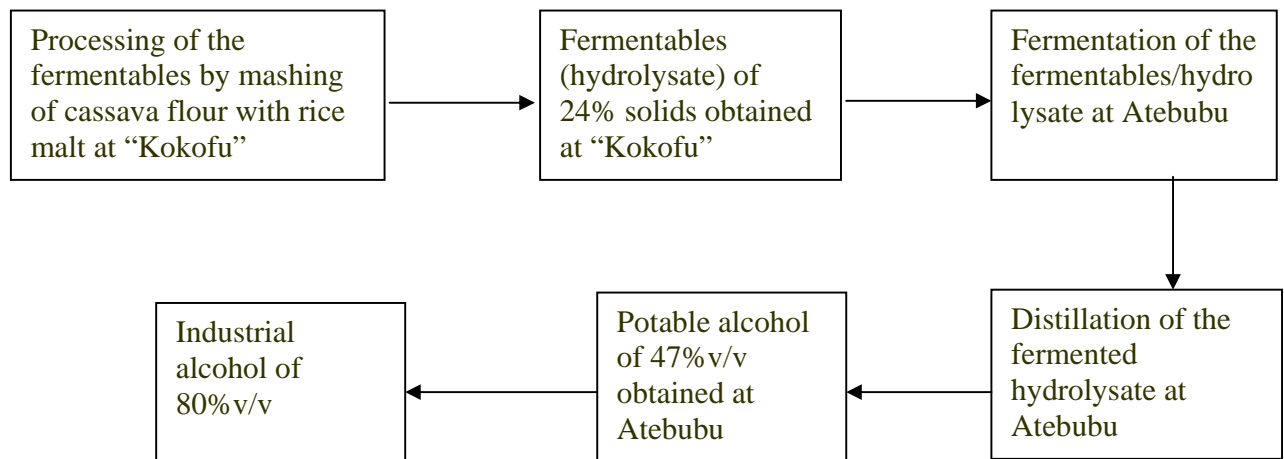 Processing of the
fermentables by mashing
of cassava flour with rice
malt at “Kokofu”
Fermentables
(hydrolysate) of
24% solids obtained
at “Kokofu”
Fermentation of the
fermentables/hydro
lysate at Atebubu
Distillation of the
fermented
hydrolysate at
Atebubu
Potable alcohol
of 47%v/v
obtained at
Atebubu
Industrial
alcohol of
80%v/v